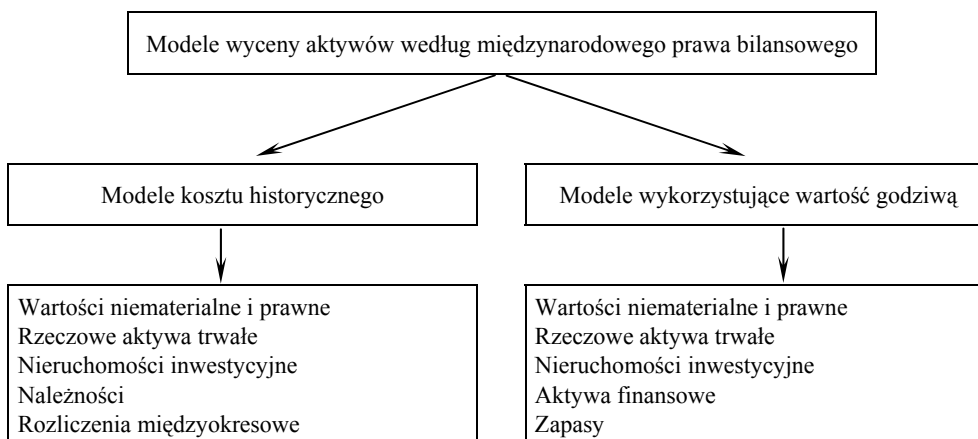 Modele wyceny aktywów według międzynarodowego prawa bilansowego
Modele kosztu historycznego
Modele wykorzystujące wartość godziwą
Wartości niematerialne i prawne
Rzeczowe aktywa trwałe
Nieruchomości inwestycyjne
Należności
Rozliczenia międzyokresowe
Wartości niematerialne i prawne
Rzeczowe aktywa trwałe
Nieruchomości inwestycyjne
Aktywa finansowe
Zapasy